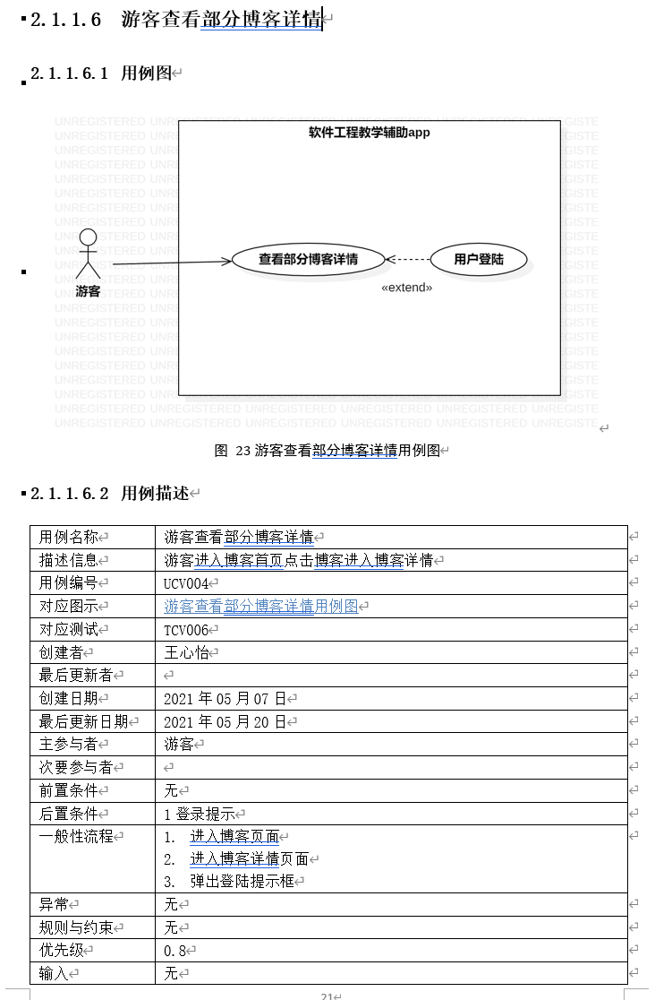 2.1.1.6 游客查看部分博客详情
2.1.1.6.1 用例图
UNREGISTERED UNREGISTERED UNREGISTERED UNREGISTERED UNREGISTERED UNREGISTE
软件工程教学辅助app
查看部分博客详情
用户登陆
«extend»
游客
图 23 游客查看部分博客详情用例图
2.1.1.6.2 用例描述
用例名称 游客查看部分博客详情
描述信息 游客进入博客首页点击博客进入博客详情
用例编号 UCV004
对应图示 游客查看部分博客详情用例图
对应测试 TCV006
创建者 王心怡
最后更新者
创建日期 2021 年 05 月 07 日
最后更新日期 2021 年 05 月 20 日
主参与者 游客
次要参与者
前置条件 无
后置条件 1 登录提示
一般性流程 1. 进入博客页面
2. 进入博客详情页面
3. 弹出登陆提示框
异常 无
规则与约束 无
优先级 0.8
输入 无
21